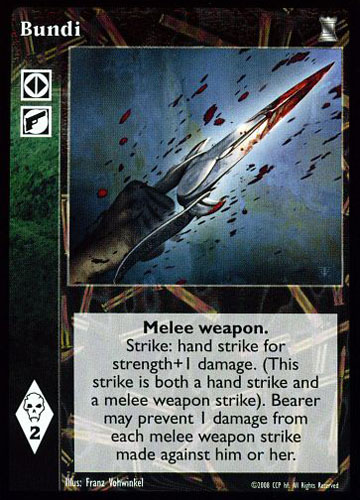 Bundi
Melee weapon.
Strike: hand strike for
strength+1 damage. (This
strike is both a hand strike and
a melee weapon strike). Bearer
may prevent 1 damage from
each melee weapon strike
made against him or her.
2
Illus: Franz Vohwinkel
©2008 CCP hf. All Rights Reserved